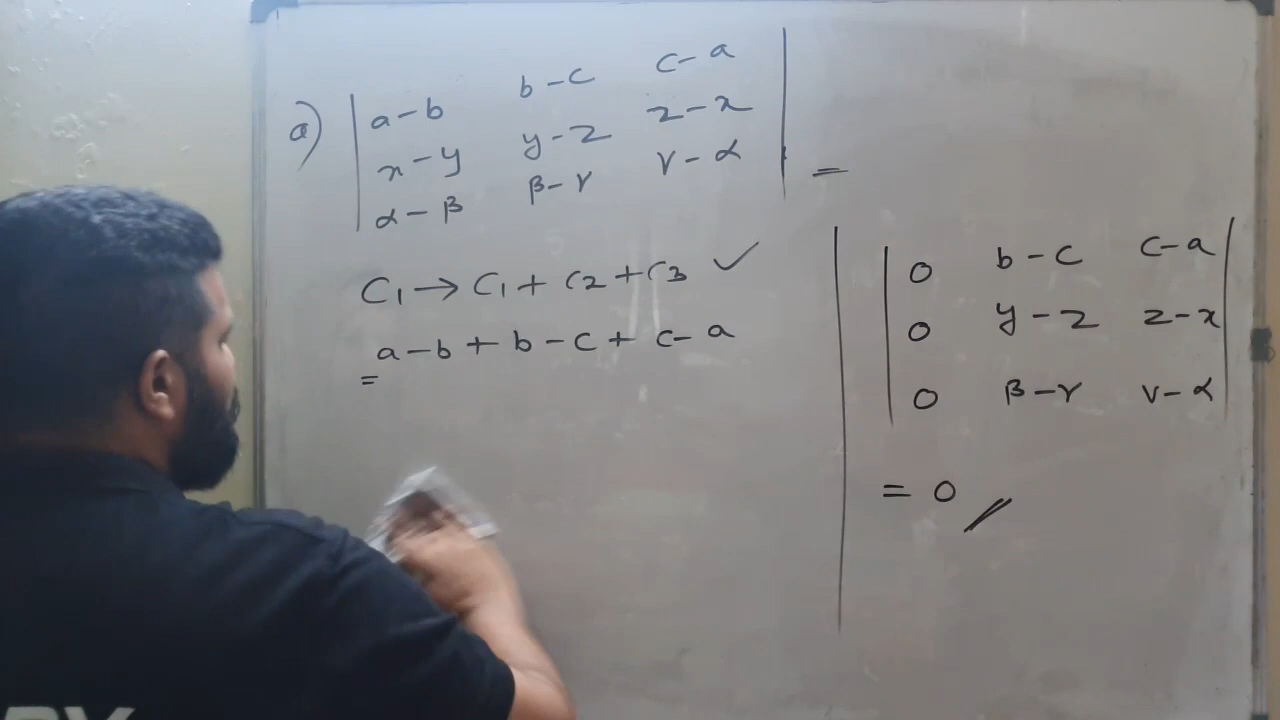 a) | a-b b-c c-a |
| x-y y-z z-x | =
| α-β β-γ γ-α |
C₁ → C₁ + C₂ + C₃ ✓
= a-b + b-c + c-a
| 0 b-c c-a |
| 0 y-z z-x |
| 0 β-γ γ-α |
= 0 //